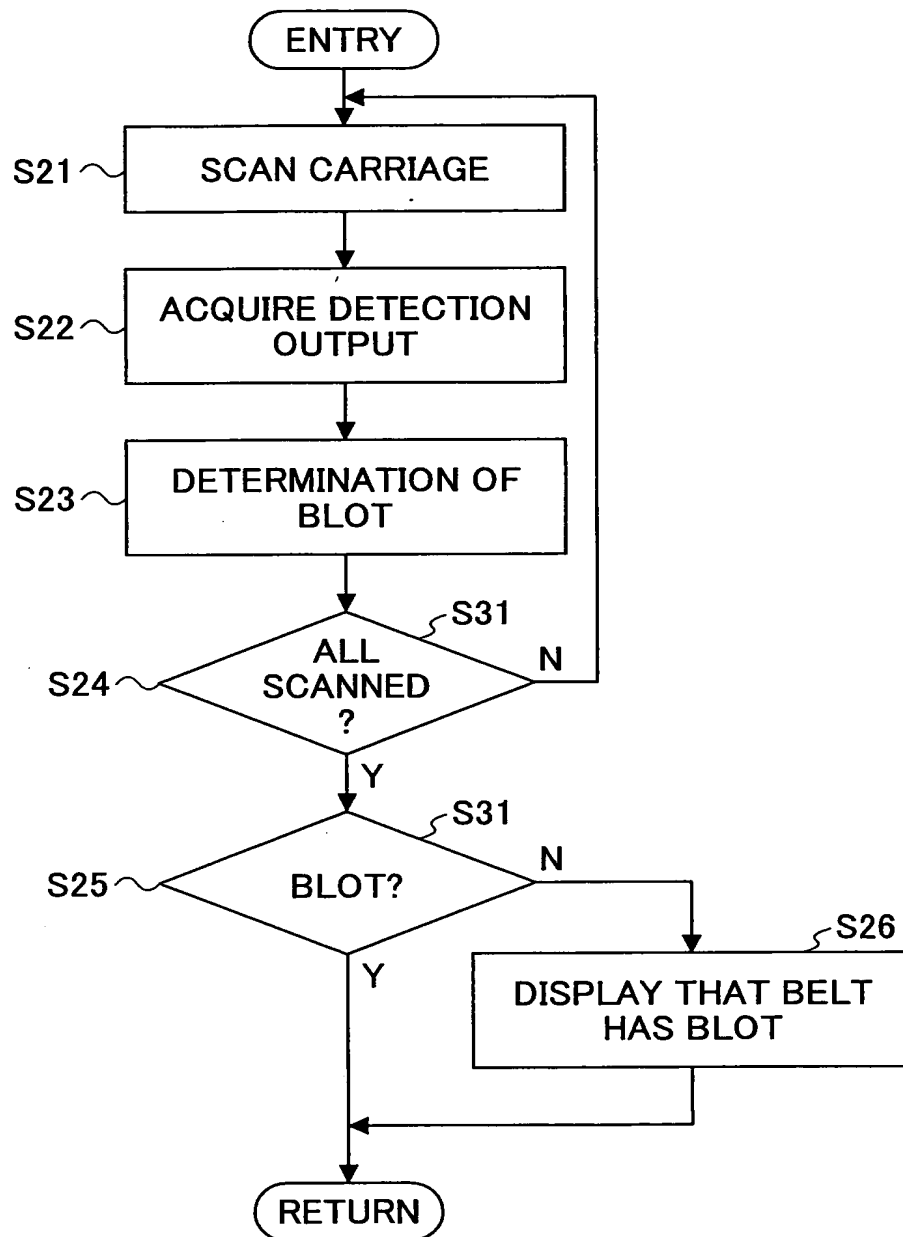 ENTRY
S21
SCAN CARRIAGE
S22
ACQUIRE DETECTION
OUTPUT
S23
DETERMINATION OF
BLOT
S31
S24
ALL
SCANNED
?
N
Y
S31
S25
BLOT?
N
Y
S26
DISPLAY THAT BELT
HAS BLOT
RETURN